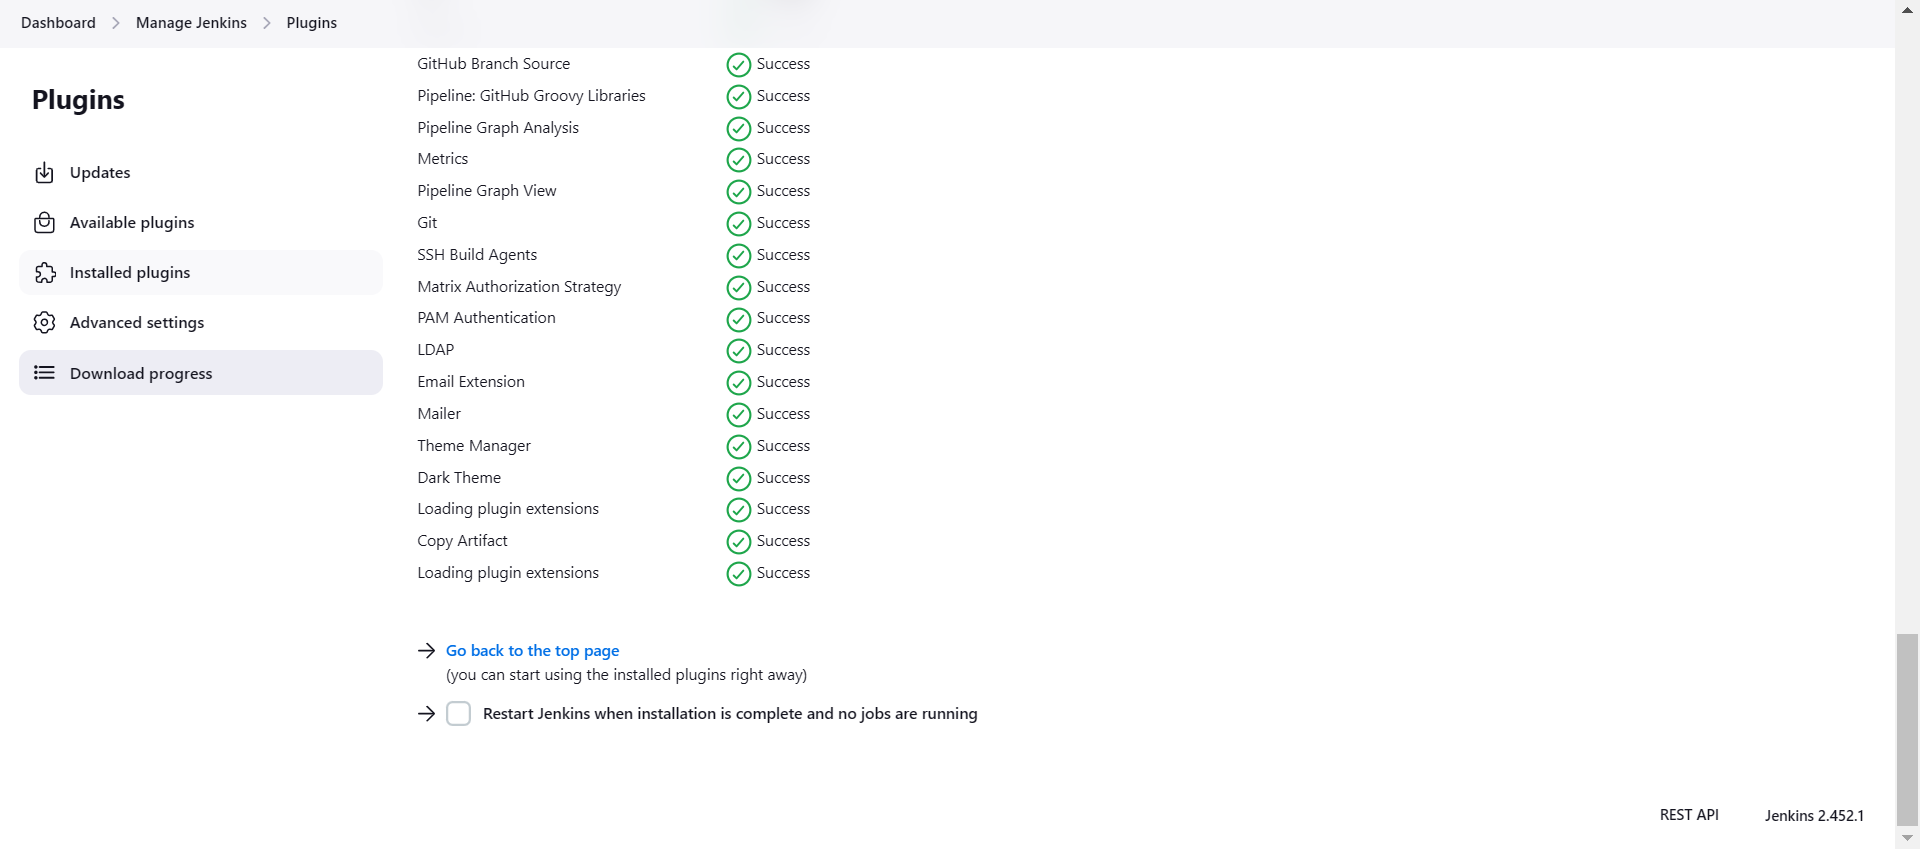 Dashboard > Manage Jenkins > Plugins
Plugins
Updates
Available plugins
Installed plugins
Advanced settings
Download progress
GitHub Branch Source Success
Pipeline: GitHub Groovy Libraries Success
Pipeline Graph Analysis Success
Metrics Success
Pipeline Graph View Success
Git Success
SSH Build Agents Success
Matrix Authorization Strategy Success
PAM Authentication Success
LDAP Success
Email Extension Success
Mailer Success
Theme Manager Success
Dark Theme Success
Loading plugin extensions Success
Copy Artifact Success
Loading plugin extensions Success
Go back to the top page
(you can start using the installed plugins right away)
Restart Jenkins when installation is complete and no jobs are running
REST API Jenkins 2.452.1